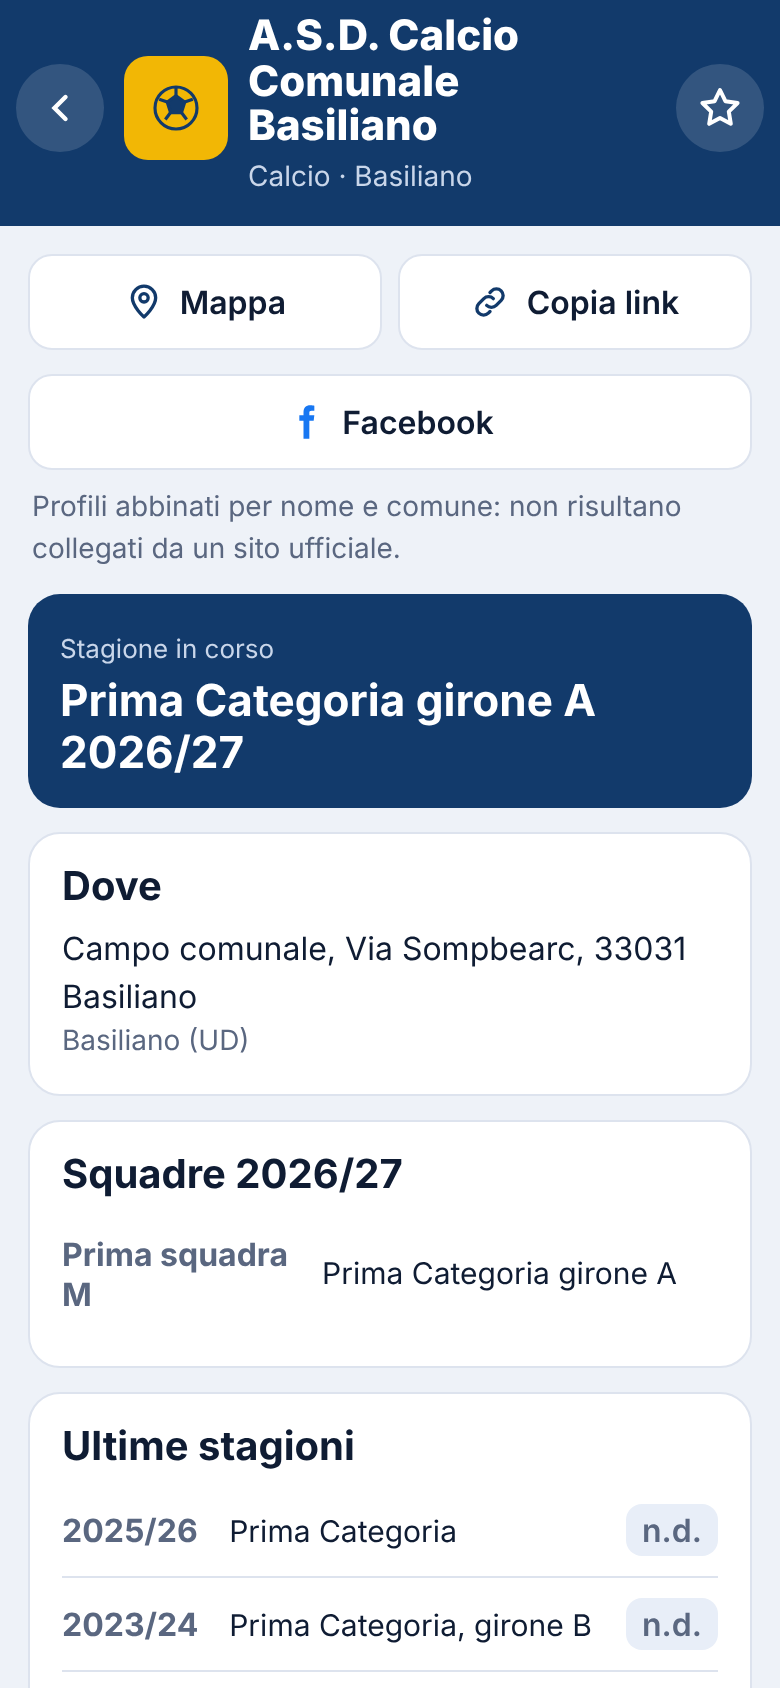 A.S.D. Calcio
Comunale
Basiliano
Calcio · Basiliano
Mappa
Copia link
Facebook
Profili abbinati per nome e comune: non risultano
collegati da un sito ufficiale.
Stagione in corso
Prima Categoria girone A
2026/27
Dove
Campo comunale, Via Sompbearc, 33031
Basiliano
Basiliano (UD)
Squadre 2026/27
Prima squadra
M
Prima Categoria girone A
Ultime stagioni
2025/26 Prima Categoria n.d.
2023/24 Prima Categoria, girone B n.d.